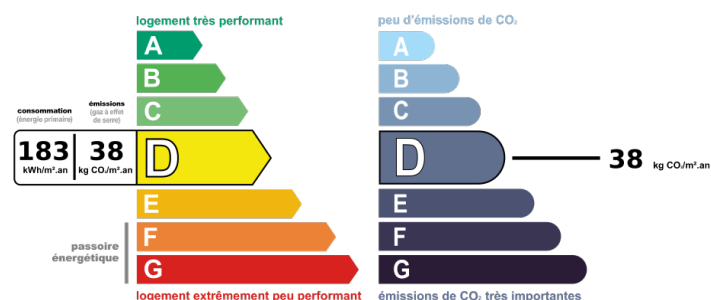 logement très performant
A
B
C
consommation
(énergie primaire)
émissions
(gaz à effet
de serre)
183
kWh/m².an
38
kg CO₂/m².an
D
E
F
G
passoire
énergétique
logement extrêmement peu performant
peu d'émissions de CO₂
A
B
C
D
38 kg CO₂/m².an
E
F
G
émissions de CO₂ très importantes